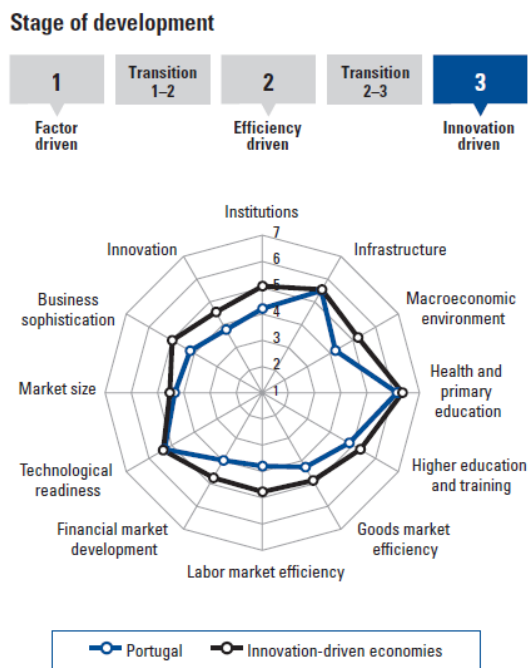 Stage of development
1
Transition
1–2
2
Transition
2–3
3
Factor
driven
Efficiency
driven
Innovation
driven
Institutions
Infrastructure
Macroeconomic
environment
Health and
primary
education
Higher education
and training
Goods market
efficiency
Labor market efficiency
Financial market
development
Technological
readiness
Market size
Business
sophistication
Innovation
7
6
5
4
3
2
1
Portugal
Innovation-driven economies